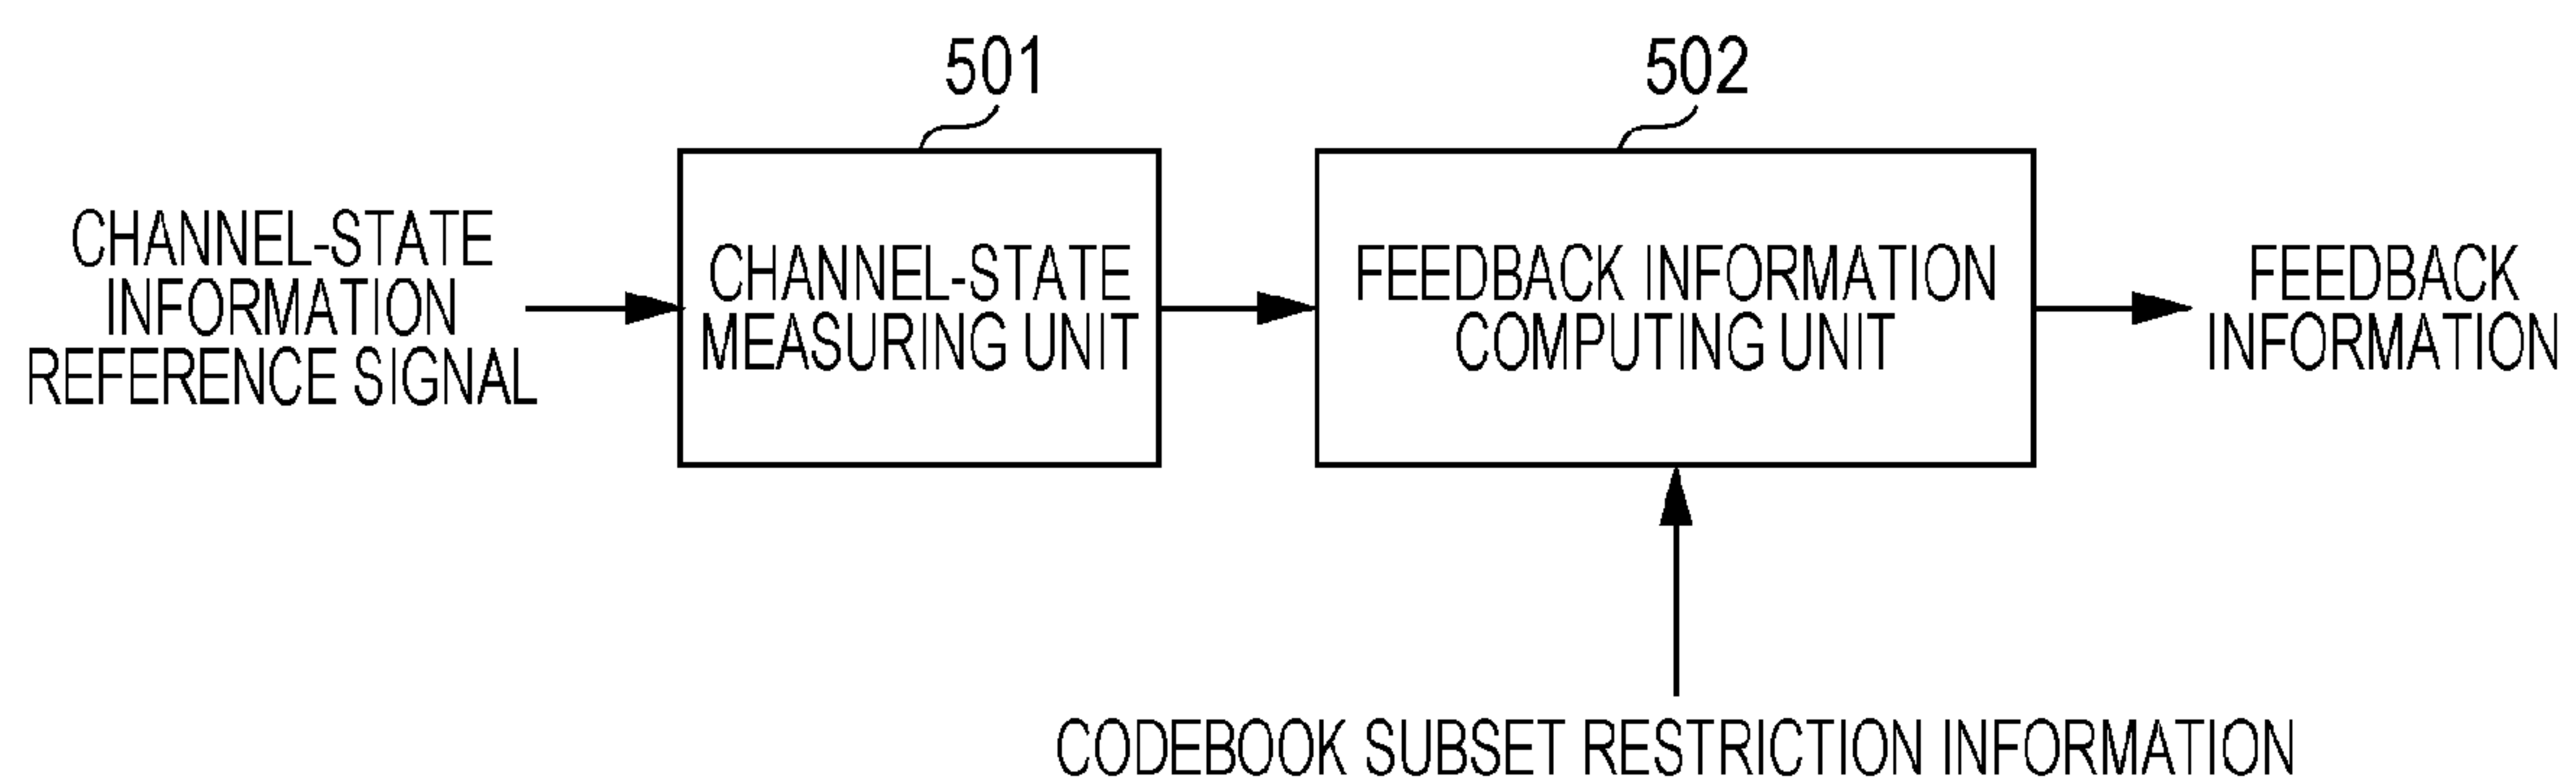 501
502
CHANNEL-STATE
INFORMATION
REFERENCE SIGNAL
CHANNEL-STATE
MEASURING UNIT
FEEDBACK INFORMATION
COMPUTING UNIT
FEEDBACK
INFORMATION
CODEBOOK SUBSET RESTRICTION INFORMATION